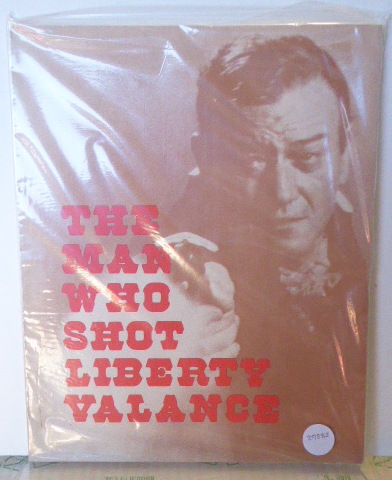 THE
MAN
WHO
SHOT
LIBERTY
VALANCE